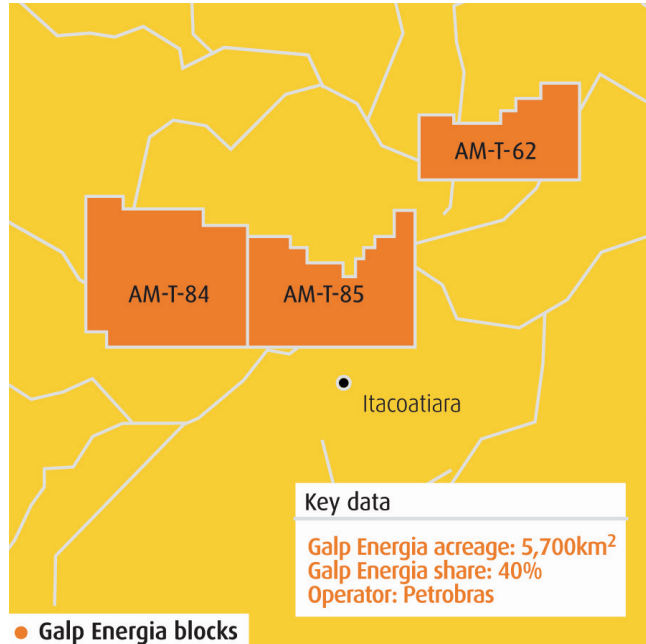 AM-T-62
AM-T-84
AM-T-85
Itacoatiara
Key data
Galp Energia acreage: 5,700km²
Galp Energia share: 40%
Operator: Petrobras
Galp Energia blocks